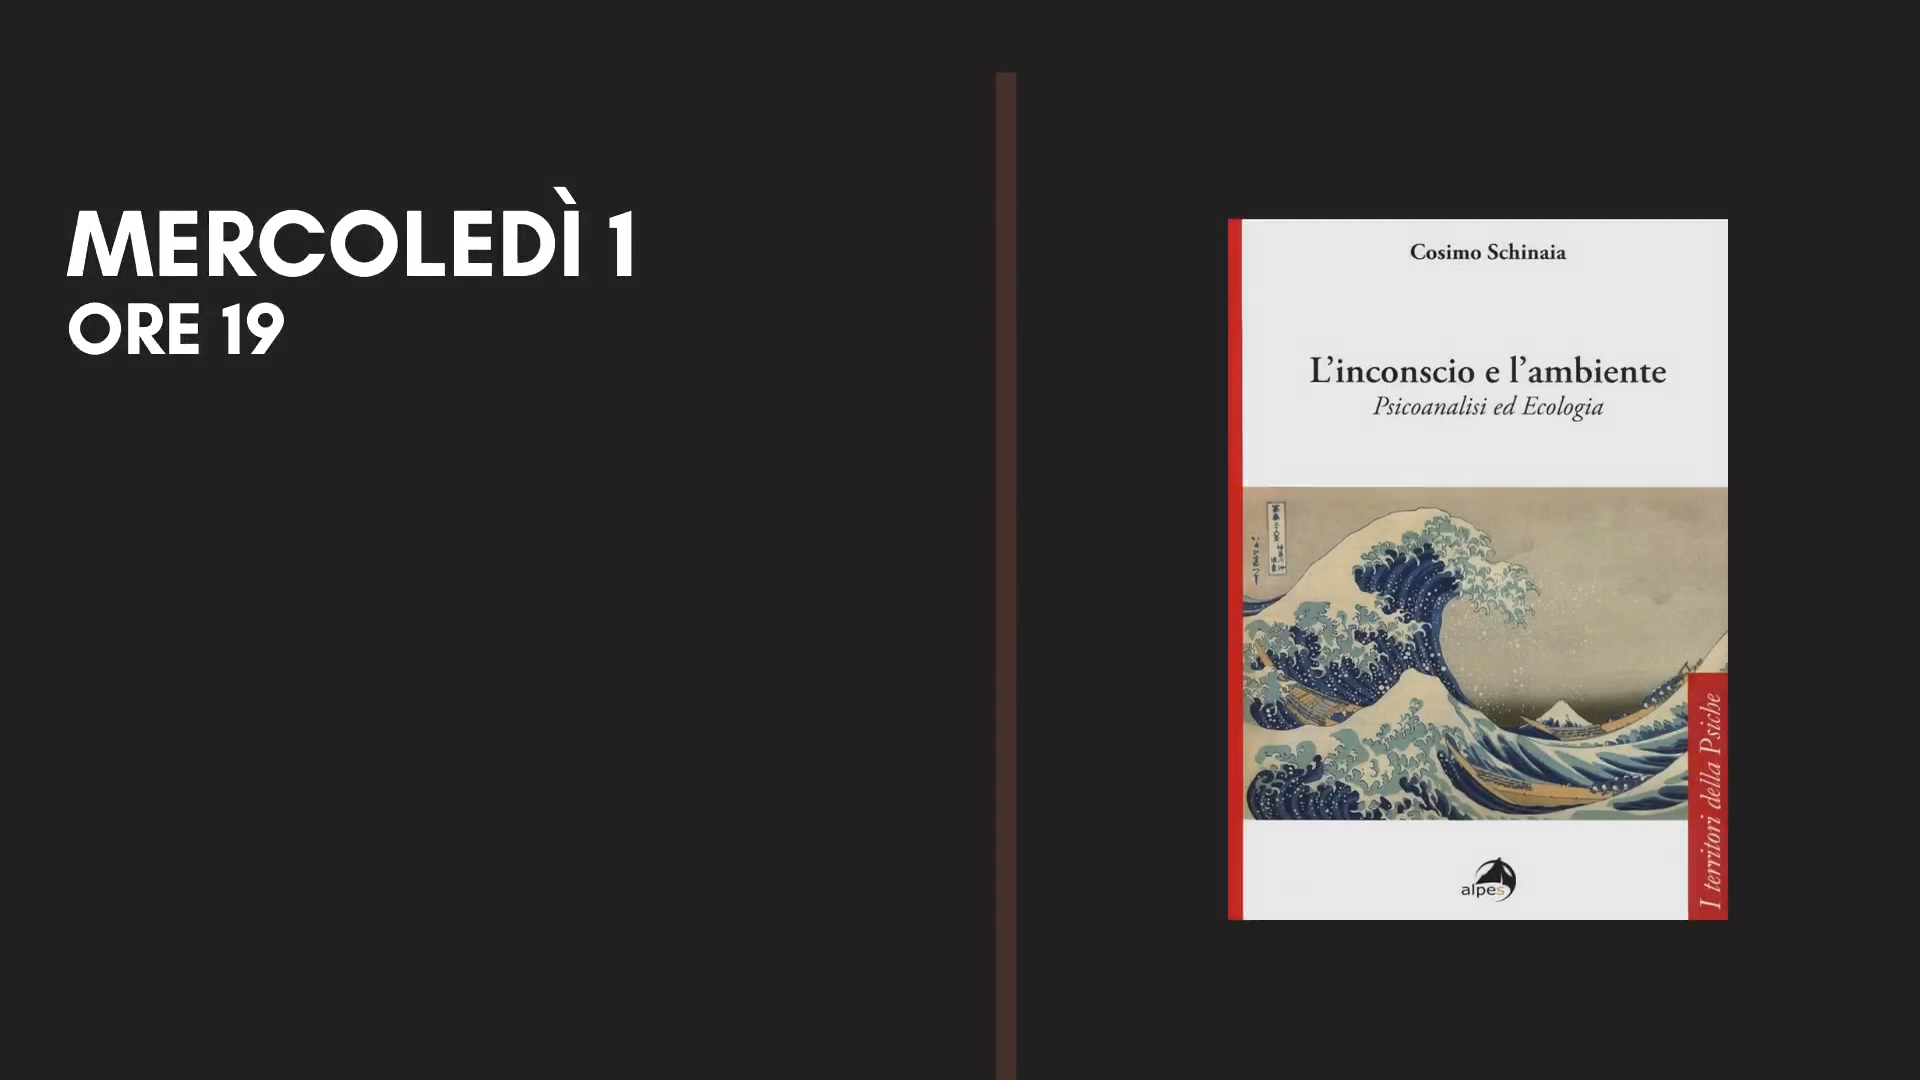 MERCOLEDÌ 1
ORE 19
Cosimo Schinaia
L'inconscio e l'ambiente
Psicoanalisi ed Ecologia
I territori della Psiche
alpes